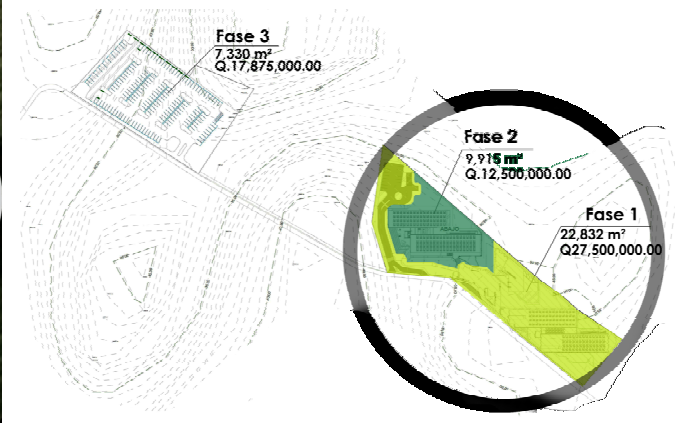 Fase 3
7,330 m²
Q.17,875,000.00
Fase 2
9,915 m²
Q.12,500,000.00
Fase 1
22,832 m²
Q27,500,000.00